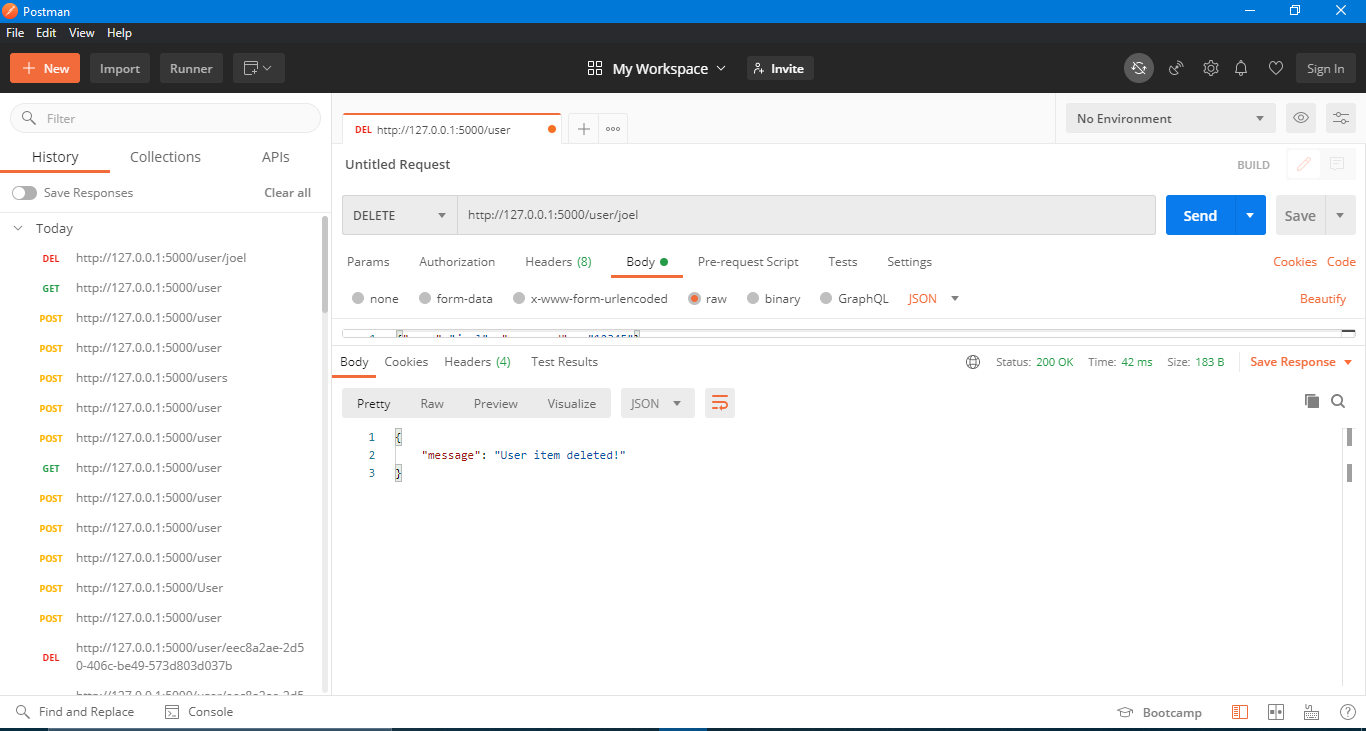 Postman
File Edit View Help
New Import Runner My Workspace Invite Sign In
Filter
History Collections APIs
Save Responses Clear all
Today
DEL http://127.0.0.1:5000/user/joel
GET http://127.0.0.1:5000/user
POST http://127.0.0.1:5000/user
POST http://127.0.0.1:5000/user
POST http://127.0.0.1:5000/users
POST http://127.0.0.1:5000/user
POST http://127.0.0.1:5000/user
GET http://127.0.0.1:5000/user
POST http://127.0.0.1:5000/user
POST http://127.0.0.1:5000/user
POST http://127.0.0.1:5000/user
POST http://127.0.0.1:5000/User
POST http://127.0.0.1:5000/user
DEL http://127.0.0.1:5000/user/eec8a2ae-2d5
0-406c-be49-573d803d037b
DEL http://127.0.0.1:5000/user
No Environment
Untitled Request BUILD
DELETE http://127.0.0.1:5000/user/joel Send Save
Params Authorization Headers (8) Body Pre-request Script Tests Settings Cookies Code
none form-data x-www-form-urlencoded raw binary GraphQL JSON Beautify
Body Cookies Headers (4) Test Results Status: 200 OK Time: 42 ms Size: 183 B Save Response
Pretty Raw Preview Visualize JSON
1 {
2 "message": "User item deleted!"
3 }
Find and Replace Console Bootcamp